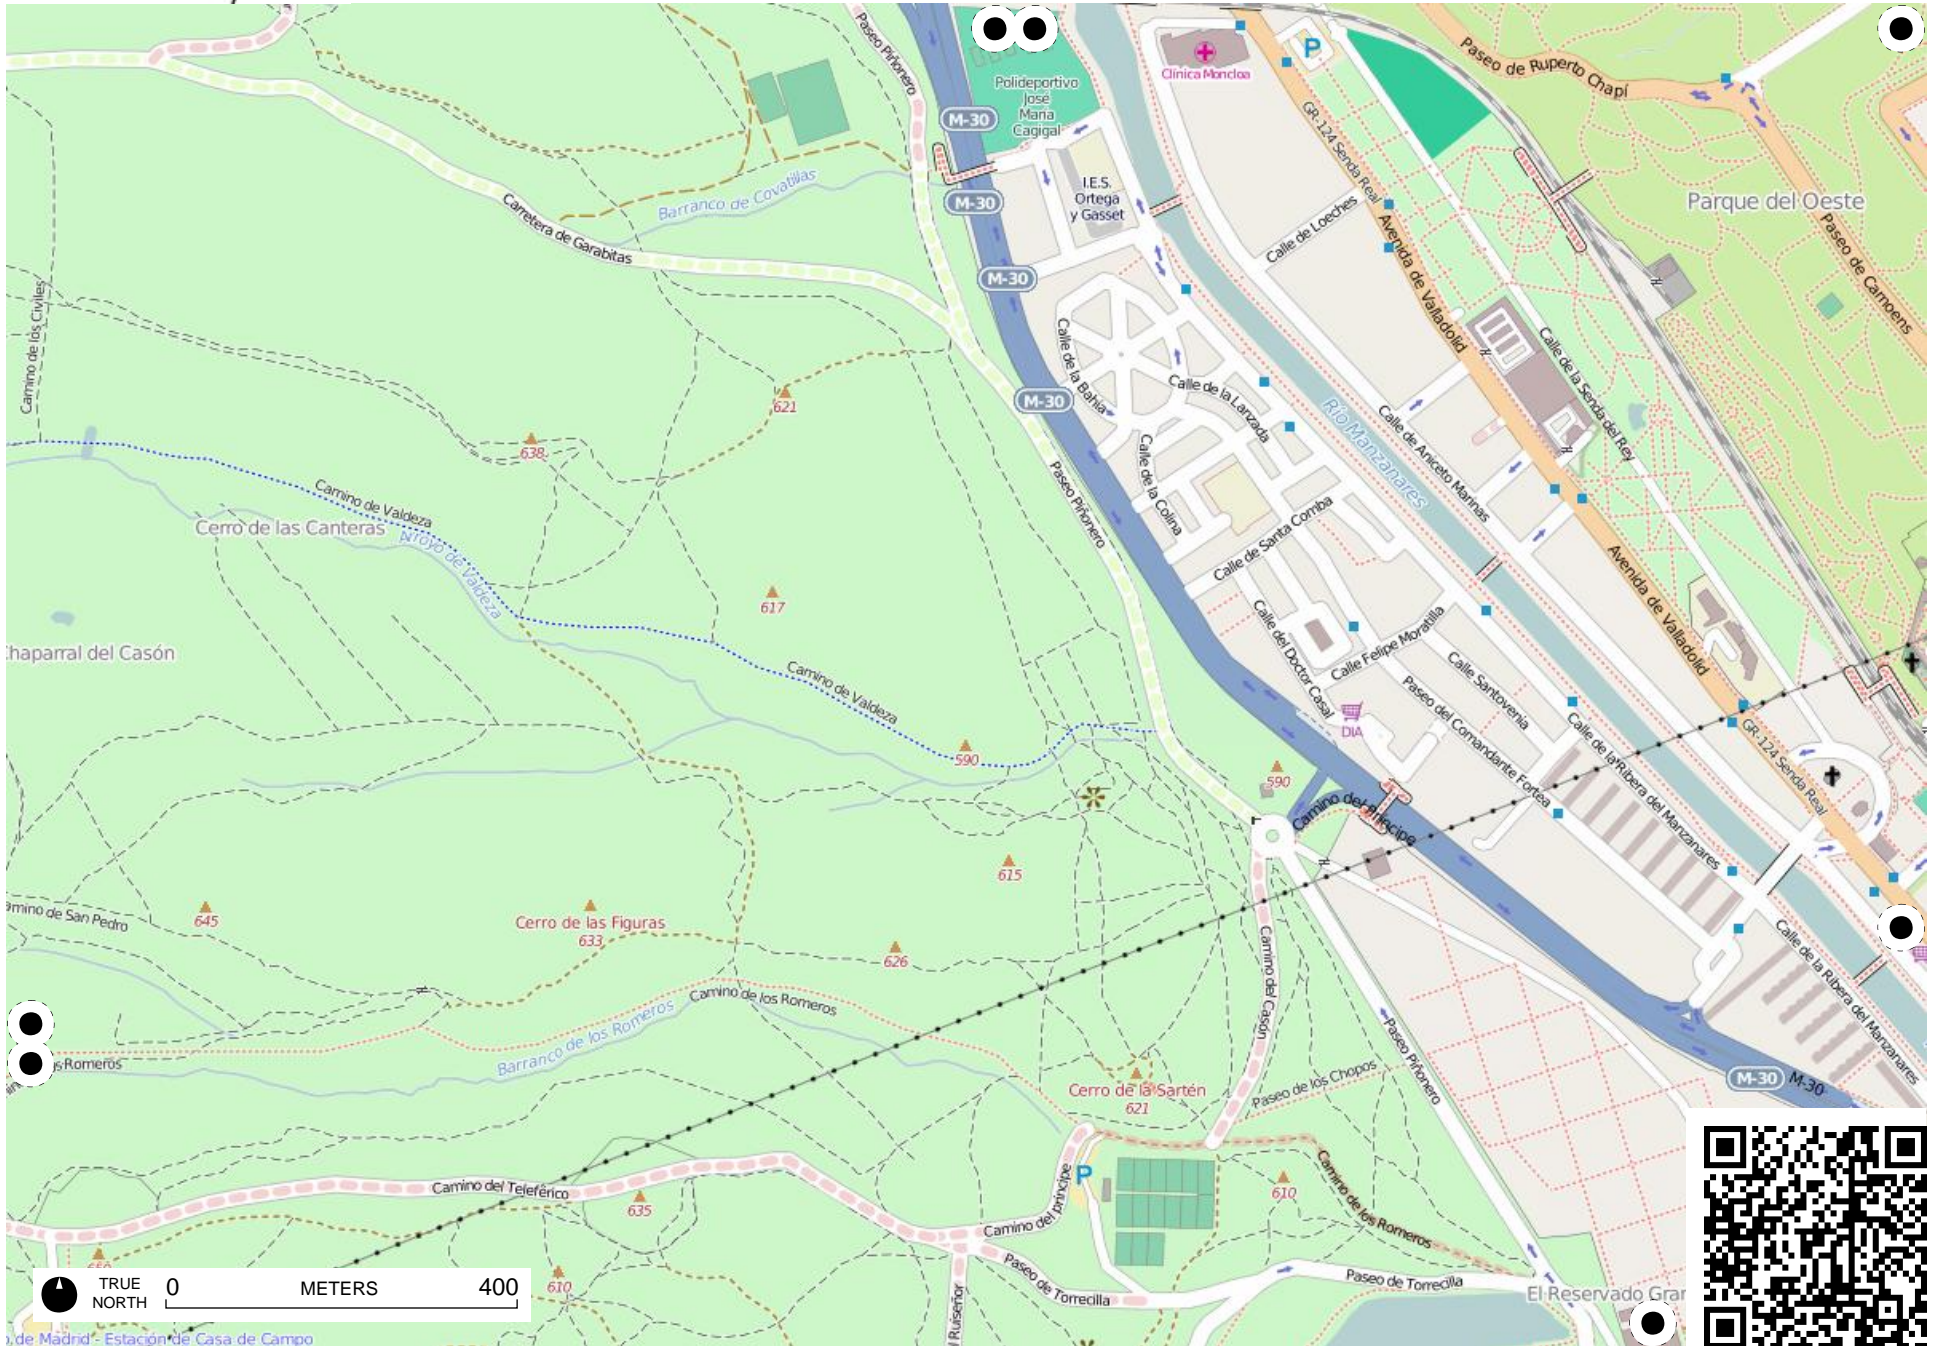 Paseo Piñonero
Polideportivo
José
María
Cagigal
Clínica Moncloa
P
Paseo de Ruperto Chapí
M-30
GR-124 Senda Real
I.E.S.
Ortega
y Gasset
M-30
Parque del Oeste
Barranco de Covatillas
Carretera de Garabitas
Calle de Loeches
Avenida de Valladolid
Paseo de Camoens
M-30
Camino de los Civiles
Calle de la Bahía
Calle de la Senda del Rey
M-30
621
Calle de la Lanzada
Río Manzanares
Calle de Aniceto Marinas
638
Calle de la Colina
Paseo Piñonero
Camino de Valdeza
Cerro de las Canteras
Arroyo de Valdeza
Calle de Santa Comba
Avenida de Valladolid
617
Calle del Doctor Casal
Calle Felipe Moratilla
haparral del Casón
Calle Santovenia
Camino de Valdeza
Paseo del Comandante Fortea
DIA
Calle de la Ribera del Manzanares
GR-124 Senda Real
590
590
Camino del Príncipe
615
645
Cerro de las Figuras
633
amino de San Pedro
626
Camino del Casón
Calle de la Ribera del Manzanares
Camino de los Romeros
Barranco de los Romeros
s Romeros
Paseo Piñonero
Cerro de la Sartén
621
Paseo de los Chopos
M-30
M-30
P
Camino del Teleférico
635
Camino del príncipe
610
Camino de los Romeros
650
610
Paseo de Torrecilla
Paseo de Torrecilla
El Reservado Gran
Ruiseñor
TRUE
NORTH
0 METERS 400
o de Madrid - Estación de Casa de Campo